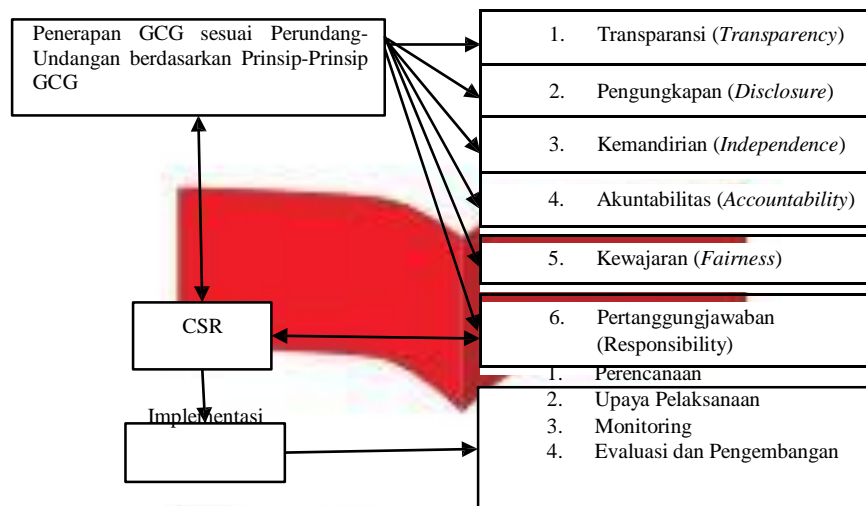 Penerapan GCG sesuai Perundang-
Undangan berdasarkan Prinsip-Prinsip
GCG
1. Transparansi (Transparency)
2. Pengungkapan (Disclosure)
3. Kemandirian (Independence)
4. Akuntabilitas (Accountability)
5. Kewajaran (Fairness)
6. Pertanggungjawaban
(Responsibility)
CSR
Implementasi
1. Perencanaan
2. Upaya Pelaksanaan
3. Monitoring
4. Evaluasi dan Pengembangan